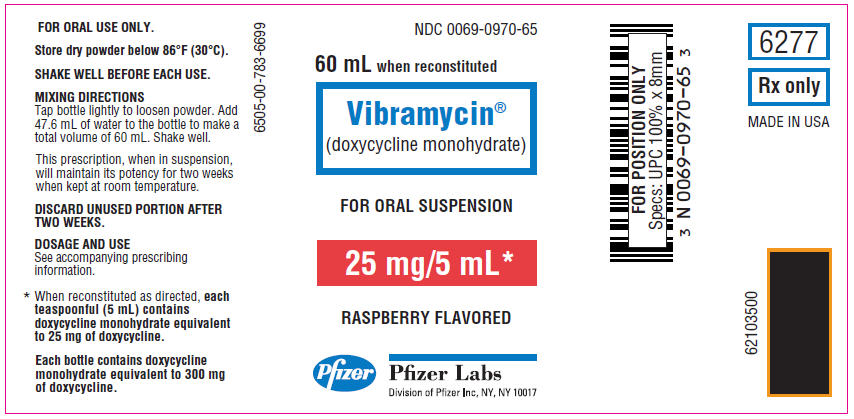 FOR ORAL USE ONLY.
Store dry powder below 86°F (30°C).
SHAKE WELL BEFORE EACH USE.
MIXING DIRECTIONS
Tap bottle lightly to loosen powder. Add
47.6 mL of water to the bottle to make a
total volume of 60 mL. Shake well.
This prescription, when in suspension,
will maintain its potency for two weeks
when kept at room temperature.
DISCARD UNUSED PORTION AFTER
TWO WEEKS.
DOSAGE AND USE
See accompanying prescribing
information.
* When reconstituted as directed, each
teaspoonful (5 mL) contains
doxycycline monohydrate equivalent
to 25 mg of doxycycline.
Each bottle contains doxycycline
monohydrate equivalent to 300 mg
of doxycycline.
6505-00-783-6699
NDC 0069-0970-65
60 mL when reconstituted
Vibramycin®
(doxycycline monohydrate)
FOR ORAL SUSPENSION
25 mg/5 mL*
RASPBERRY FLAVORED
Pfizer
Pfizer Labs
Division of Pfizer Inc, NY, NY 10017
FOR POSITION ONLY
Specs: UPC 100% x 8mm
3 N 0069-0970-65 3
6277
Rx only
MADE IN USA
62103500